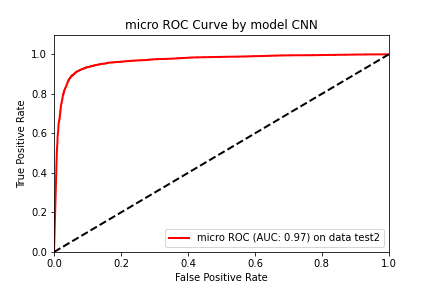 micro ROC Curve by model CNN
True Positive Rate
1.0
0.8
0.6
0.4
0.2
0.0
micro ROC (AUC: 0.97) on data test2
0.0 0.2 0.4 0.6 0.8 1.0
False Positive Rate